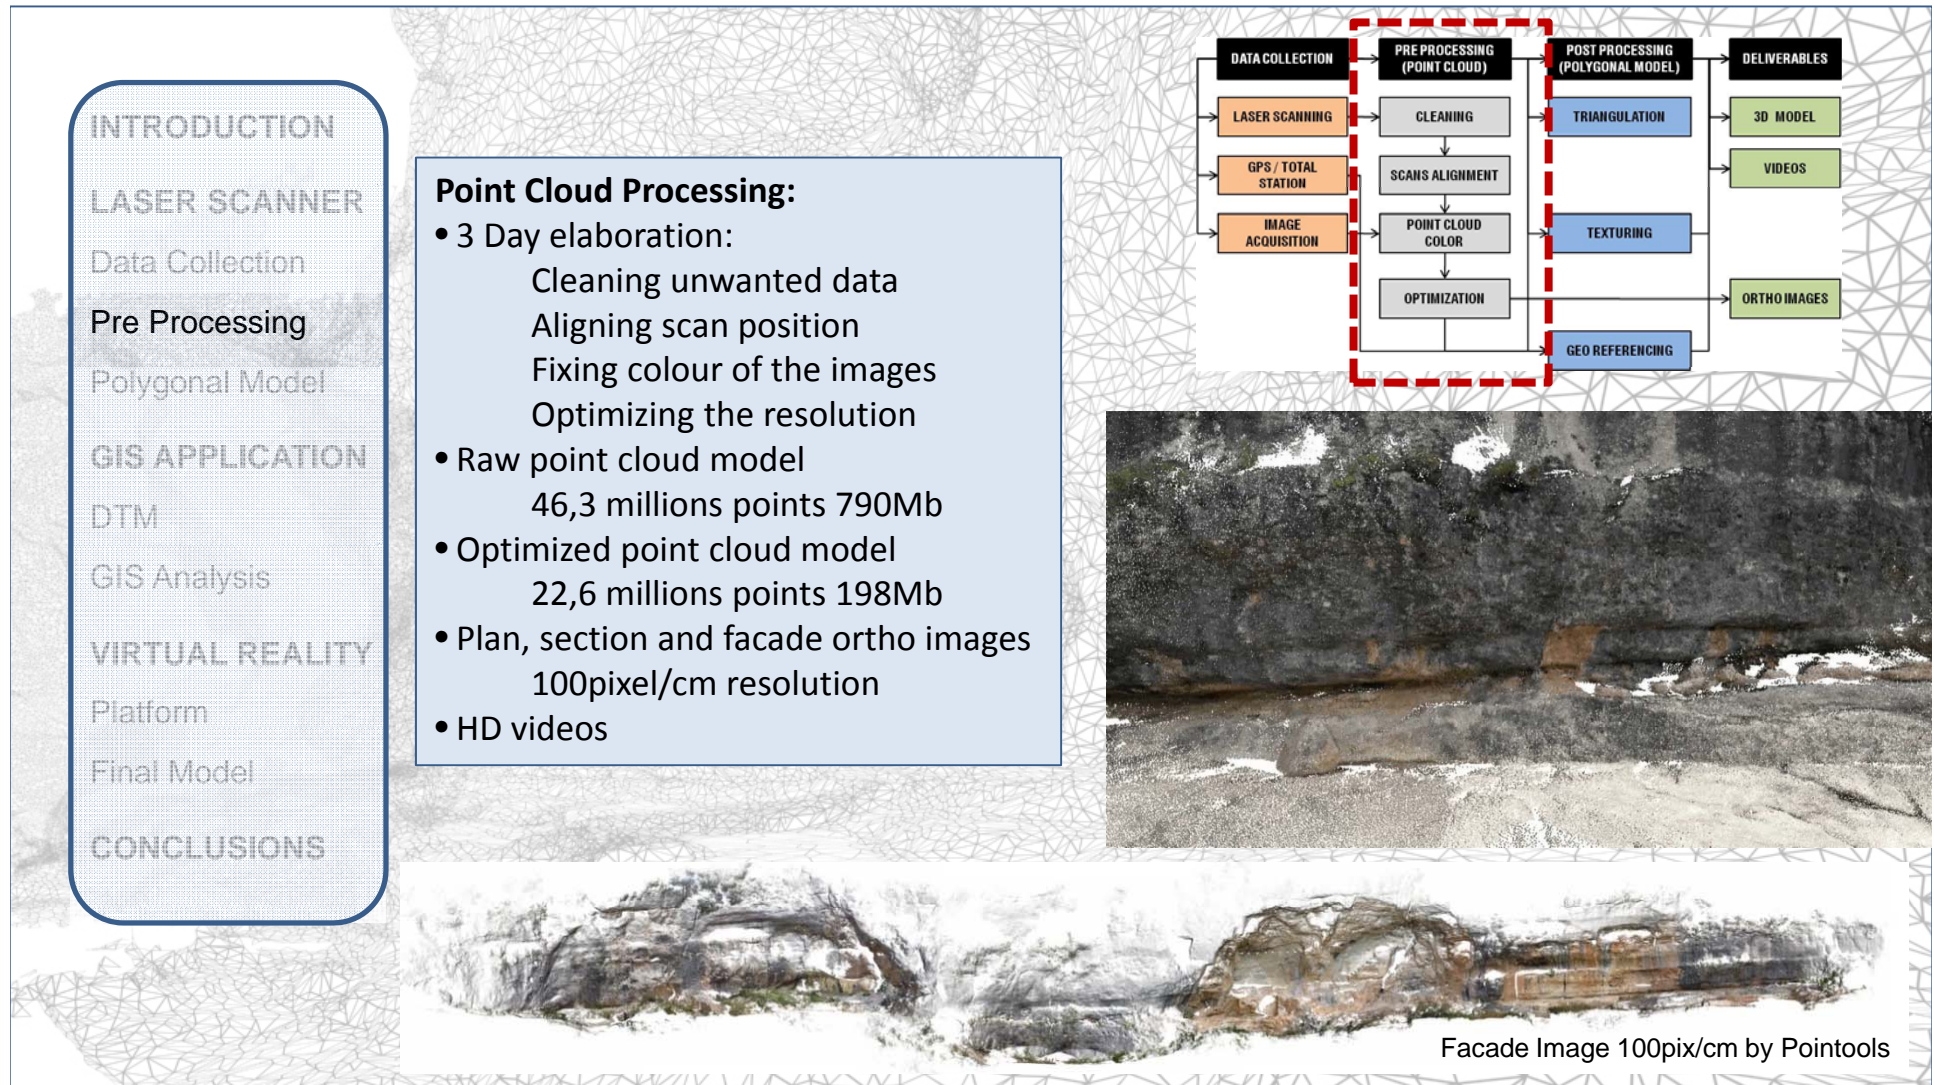 INTRODUCTION
LASER SCANNER
Data Collection
Pre Processing
Polygonal Model
GIS APPLICATION
DTM
GIS Analysis
VIRTUAL REALITY
Platform
Final Model
CONCLUSIONS
Point Cloud Processing:
• 3 Day elaboration:
Cleaning unwanted data
Aligning scan position
Fixing colour of the images
Optimizing the resolution
• Raw point cloud model
46,3 millions points 790Mb
• Optimized point cloud model
22,6 millions points 198Mb
• Plan, section and facade ortho images
100pixel/cm resolution
• HD videos
DATA COLLECTION
LASER SCANNING
GPS / TOTAL
STATION
IMAGE
ACQUISITION
PRE PROCESSING
(POINT CLOUD)
CLEANING
SCANS ALIGNMENT
POINT CLOUD
COLOR
OPTIMIZATION
POST PROCESSING
(POLYGONAL MODEL)
TRIANGULATION
TEXTURING
GEO REFERENCING
DELIVERABLES
3D MODEL
VIDEOS
ORTHO IMAGES
Facade Image 100pix/cm by Pointools